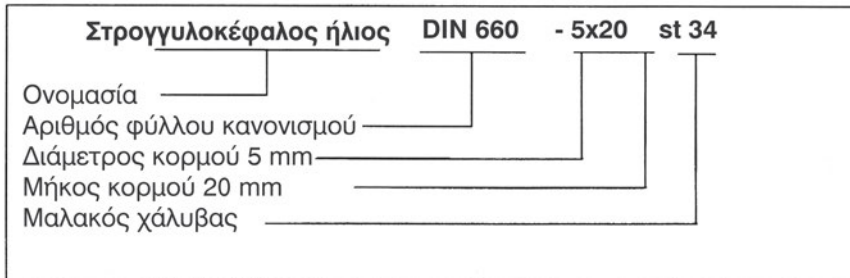 Στρογγυλοκέφαλος ήλιος DIN 660 - 5x20 st 34
Ονομασία
Αριθμός φύλλου κανονισμού
Διάμετρος κορμού 5 mm
Μήκος κορμού 20 mm
Μαλακός χάλυβας